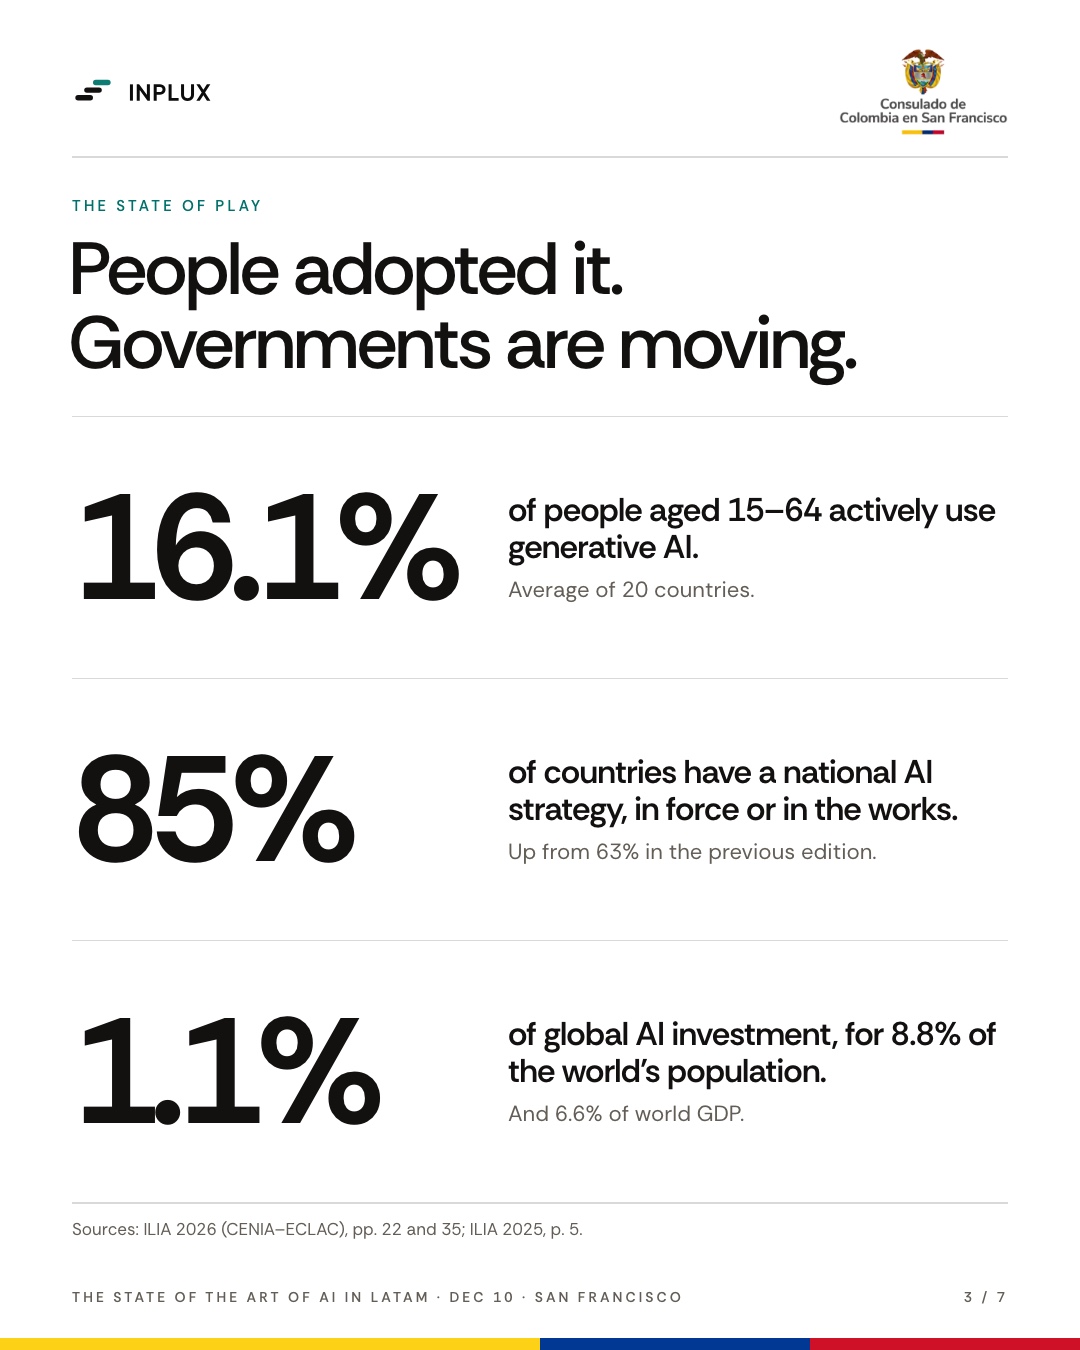 INPLUX
Consulado de
Colombia en San Francisco
THE STATE OF PLAY
People adopted it.
Governments are moving.
16.1%
of people aged 15–64 actively use
generative AI.
Average of 20 countries.
85%
of countries have a national AI
strategy, in force or in the works.
Up from 63% in the previous edition.
1.1%
of global AI investment, for 8.8% of
the world’s population.
And 6.6% of world GDP.
Sources: ILIA 2026 (CENIA–ECLAC), pp. 22 and 35; ILIA 2025, p. 5.
THE STATE OF THE ART OF AI IN LATAM · DEC 10 · SAN FRANCISCO
3 / 7